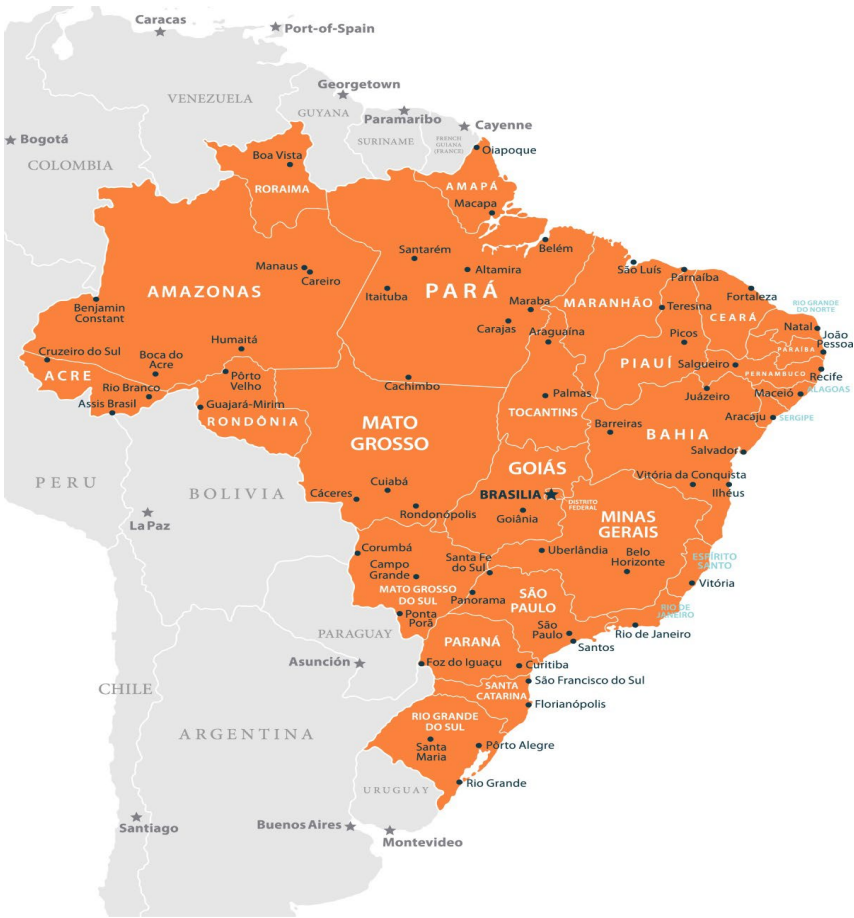 Caracas
Port-of-Spain
Georgetown
VENEZUELA
GUYANA
Paramaribo
Cayenne
Bogotá
SURINAME
FRENCH
GUIANA
(FRANCE)
Oiapoque
COLOMBIA
Boa Vista
RORAIMA
AMAPÁ
Macapa
Santarém
Belém
Manaus
Careiro
Altamira
São Luís
Parnaíba
AMAZONAS
Itaituba
PARÁ
Fortaleza
Benjamin
Constant
Maraba
MARANHÃO
Teresina
RIO GRANDE
DO NORTE
CEARÁ
Carajas
Araguaína
Natal
João
Pessoa
Humaitá
Picos
PARAÍBA
Cruzeiro do Sul
Boca do
Acre
PIAUÍ
Salgueiro
PERNAMBUCO
Recife
ACRE
Pôrto
Velho
Cachimbo
Rio Branco
Palmas
Juázeiro
Maceió
ALAGOAS
Assis Brasil
Guajará-Mirim
TOCANTINS
RONDÔNIA
MATO
GROSSO
Barreiras
Aracaju
SERGIPE
BAHIA
Salvador
GOIÁS
PERU
BOLIVIA
Cuiabá
Cáceres
BRASILIA
DISTRITO
FEDERAL
Vitória da Conquista
Ilhéus
Rondonópolis
Goiânia
MINAS
GERAIS
La Paz
Corumbá
Campo
Grande
Santa Fe
do Sul
Uberlândia
Belo
Horizonte
ESPÍRITO
SANTO
Vitória
MATO GROSSO
DO SUL
Panorama
SÃO
PAULO
RIO DE
JANEIRO
Ponta
Porã
PARAGUAY
PARANÁ
São
Paulo
Santos
Rio de Janeiro
Asunción
Foz do Iguaçu
Curitiba
CHILE
SANTA
CATARINA
São Francisco do Sul
Florianópolis
RIO GRANDE
DO SUL
ARGENTINA
Santa
Maria
Pôrto Alegre
Rio Grande
URUGUAY
Santiago
Buenos Aires
Montevideo